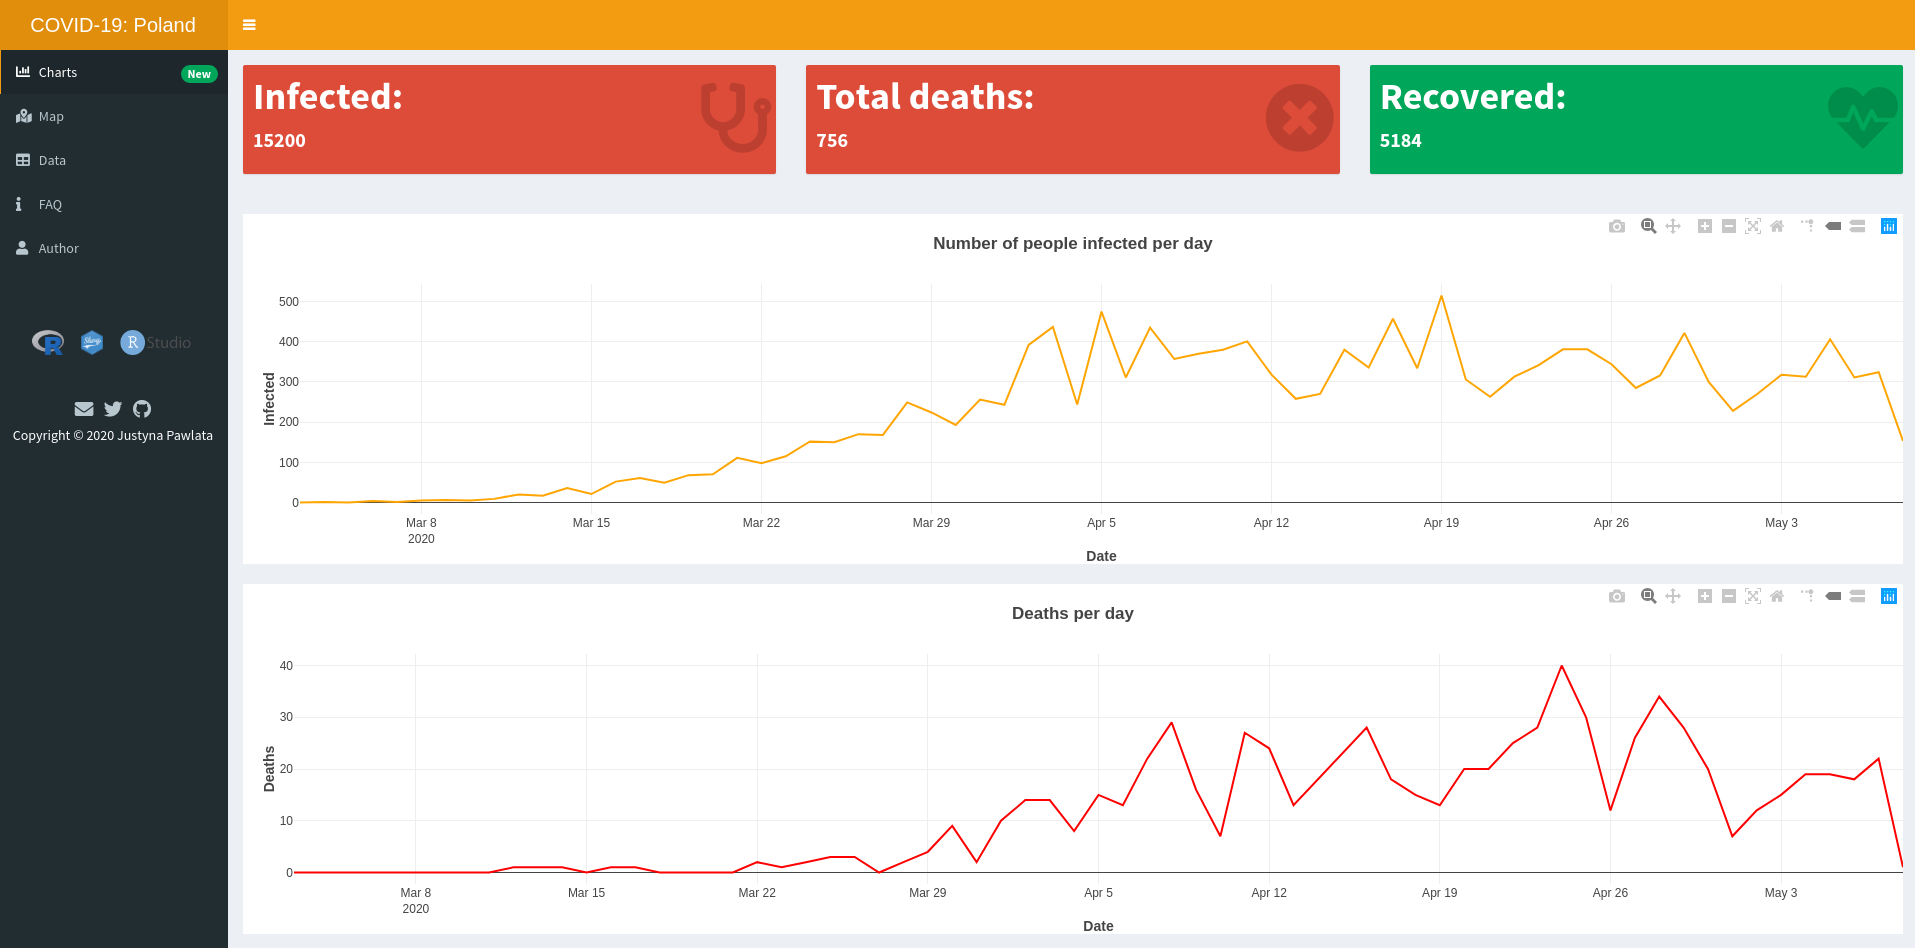 COVID-19: Poland
Charts New
Map
Data
FAQ
Author
R Studio
Copyright © 2020 Justyna Pawlata
Infected:
15200
Total deaths:
756
Recovered:
5184
Number of people infected per day
Infected
500
400
300
200
100
0
Mar 8 Mar 15 Mar 22 Mar 29 Apr 5 Apr 12 Apr 19 Apr 26 May 3
2020
Date
Deaths per day
Deaths
40
30
20
10
0
Mar 8 Mar 15 Mar 22 Mar 29 Apr 5 Apr 12 Apr 19 Apr 26 May 3
2020
Date